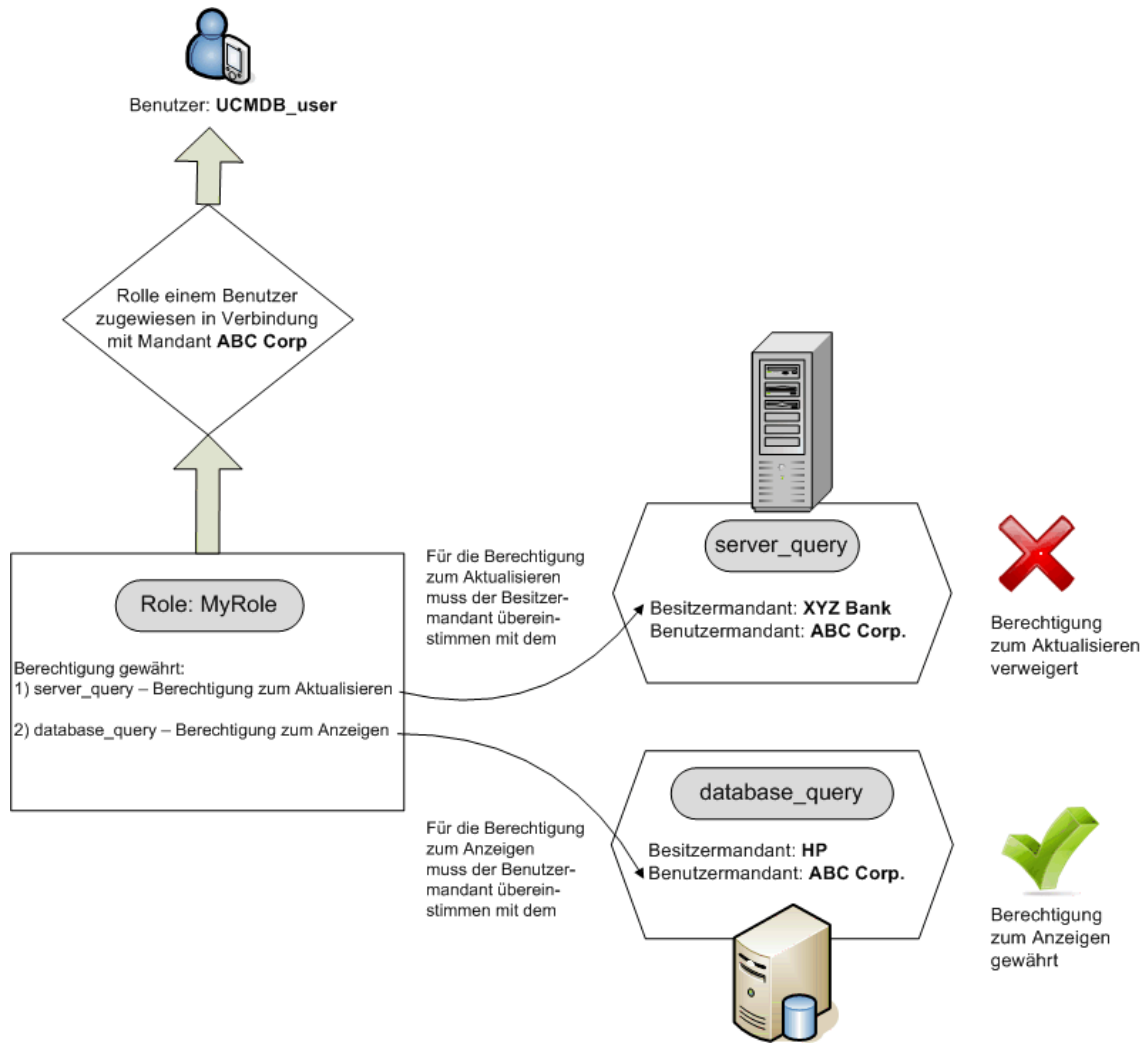 Benutzer: UCMDB_user
Rolle einem Benutzer
zugewiesen in Verbindung
mit Mandant ABC Corp
Role: MyRole
Berechtigung gewährt:
1) server_query – Berechtigung zum Aktualisieren
2) database_query – Berechtigung zum Anzeigen
Für die Berechtigung
zum Aktualisieren
muss der Besitzer-
mandant überein-
stimmen mit dem
server_query
Besitzermandant: XYZ Bank
Benutzermandant: ABC Corp.
Berechtigung
zum Aktualisieren
verweigert
Für die Berechtigung
zum Anzeigen
muss der Benutzer-
mandant überein-
stimmen mit dem
database_query
Besitzermandant: HP
Benutzermandant: ABC Corp.
Berechtigung
zum Anzeigen
gewährt